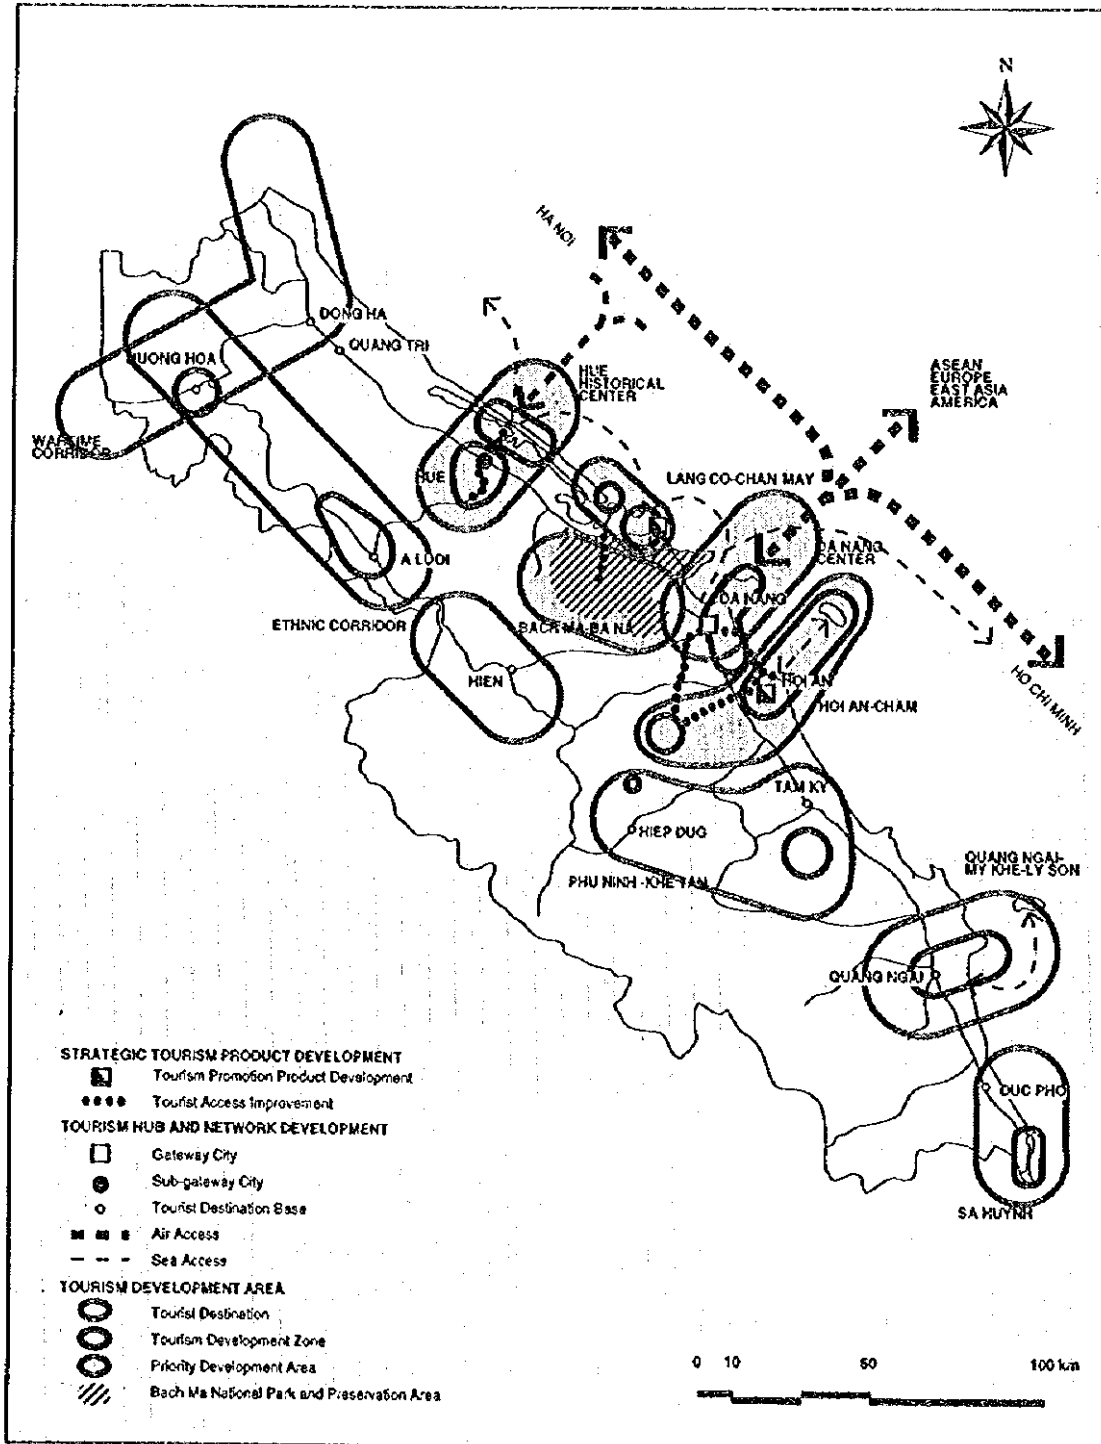 N
HA NOI
ASEAN
EUROPE
EAST ASIA
AMERICA
DONG HA
QUANG TRI
HUONG HOA
HUE
HISTORICAL
CENTER
WARTIME
CORRIDOR
HUE
LANG CO-CHAN MAY
DA NANG
CENTER
A LUOI
DA NANG
ETHNIC CORRIDOR
BACH MA-BA NA
HIEN
HOI AN
HOI AN-CHAM
HO CHI MINH
TAM KY
HIEP DUC
PHU NINH-KHE TAN
QUANG NGAI-
MY KHE-LY SON
QUANG NGAI
DUC PHO
SA HUYNH
STRATEGIC TOURISM PRODUCT DEVELOPMENT
Tourism Promotion Product Development
Tourist Access Improvement
TOURISM HUB AND NETWORK DEVELOPMENT
Gateway City
Sub-gateway City
Tourist Destination Base
Air Access
Sea Access
TOURISM DEVELOPMENT AREA
Tourist Destination
Tourism Development Zone
Priority Development Area
Bach Ma National Park and Preservation Area
0 10 50 100 km